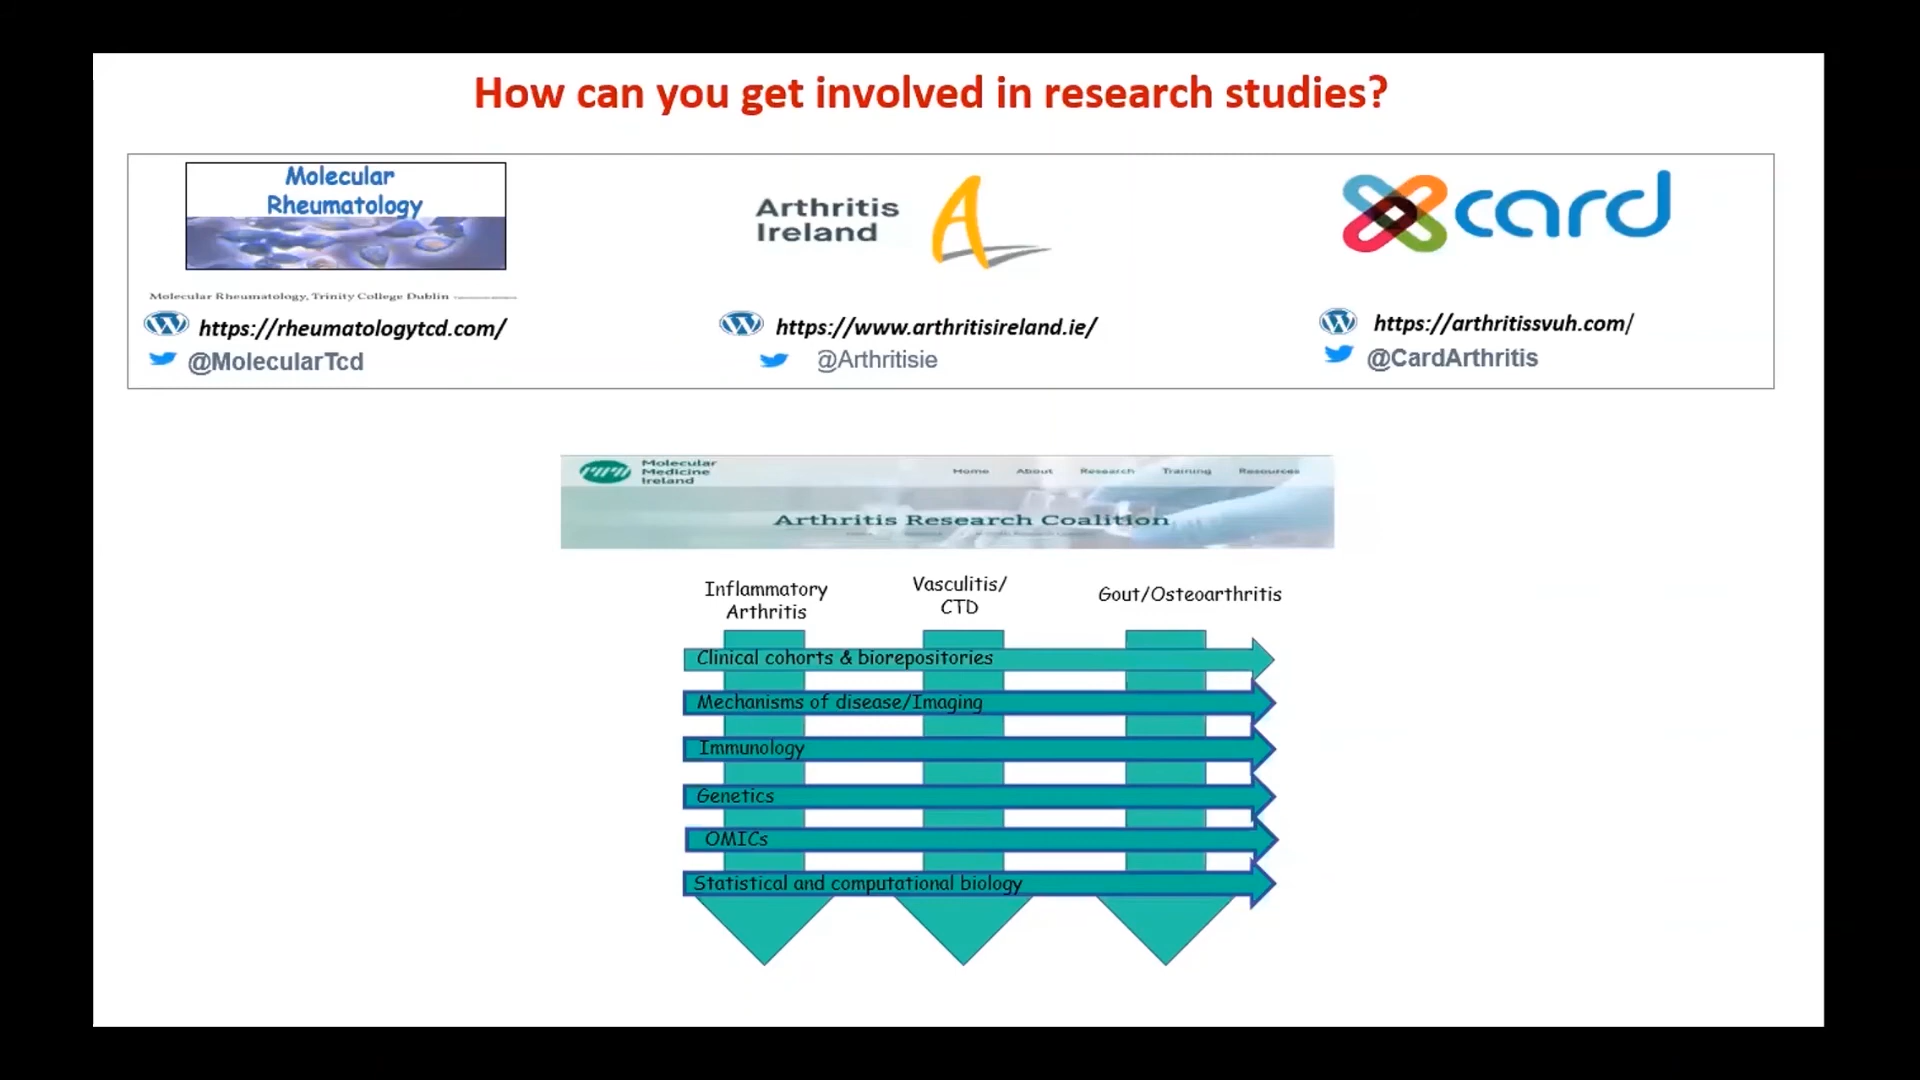 How can you get involved in research studies?
Molecular
Rheumatology
Molecular Rheumatology, Trinity College Dublin
https://rheumatologytcd.com/
@MolecularTcd
Arthritis
Ireland
https://www.arthritisireland.ie/
@Arthritisie
card
https://arthritissvuh.com/
@CardArthritis
Molecular
Medicine
Ireland
Home About Research Training Resources
Arthritis Research Coalition
Inflammatory
Arthritis
Vasculitis/
CTD
Gout/Osteoarthritis
Clinical cohorts & biorepositories
Mechanisms of disease/Imaging
Immunology
Genetics
OMICs
Statistical and computational biology